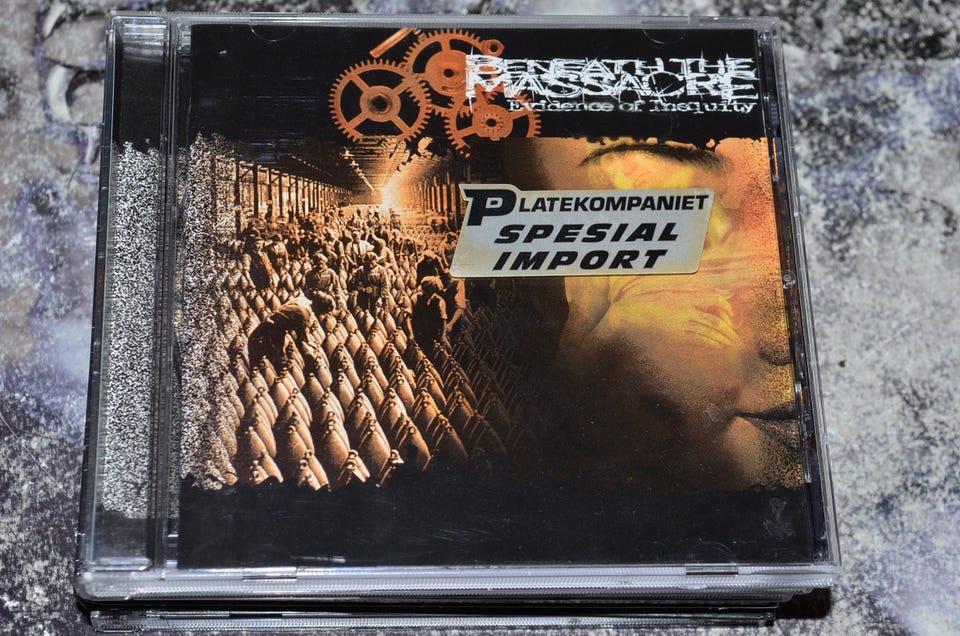 BENEATH THE
MASSACRE
Evidence of Inequity
PLATEKOMPANIET
SPESIAL
IMPORT